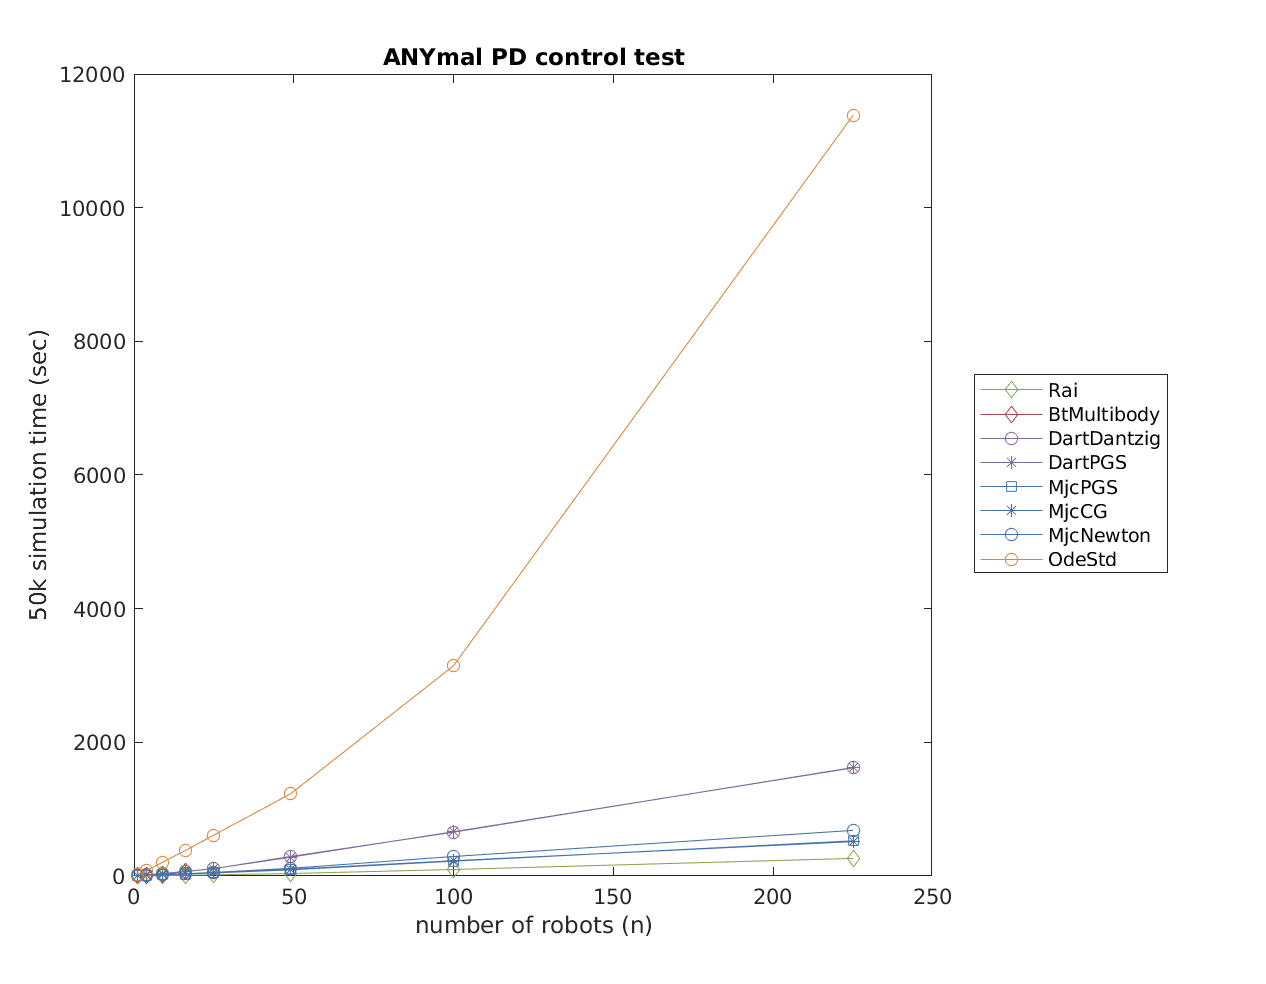 ANYmal PD control test
12000
10000
8000
6000
4000
2000
0
50k simulation time (sec)
0
50
100
150
200
250
number of robots (n)
Rai
BtMultibody
DartDantzig
DartPGS
MjcPGS
MjcCG
MjcNewton
OdeStd